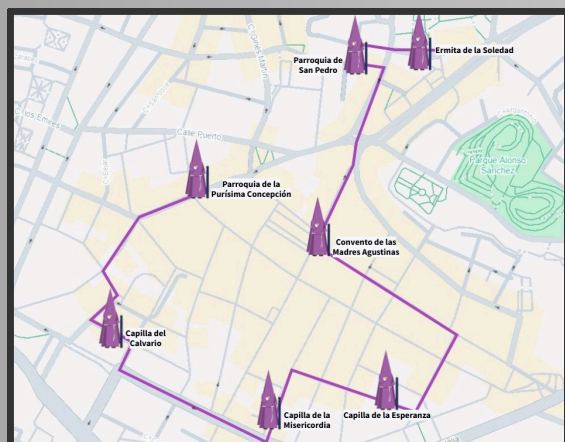 Ermita de la Soledad
Parroquia de
San Pedro
Calle Puerto
Parque Alonso
Sánchez
Parroquia de la
Purísima Concepción
Convento de las
Madres Agustinas
Capilla del
Calvario
Capilla de la
Misericordia
Capilla de la Esperanza